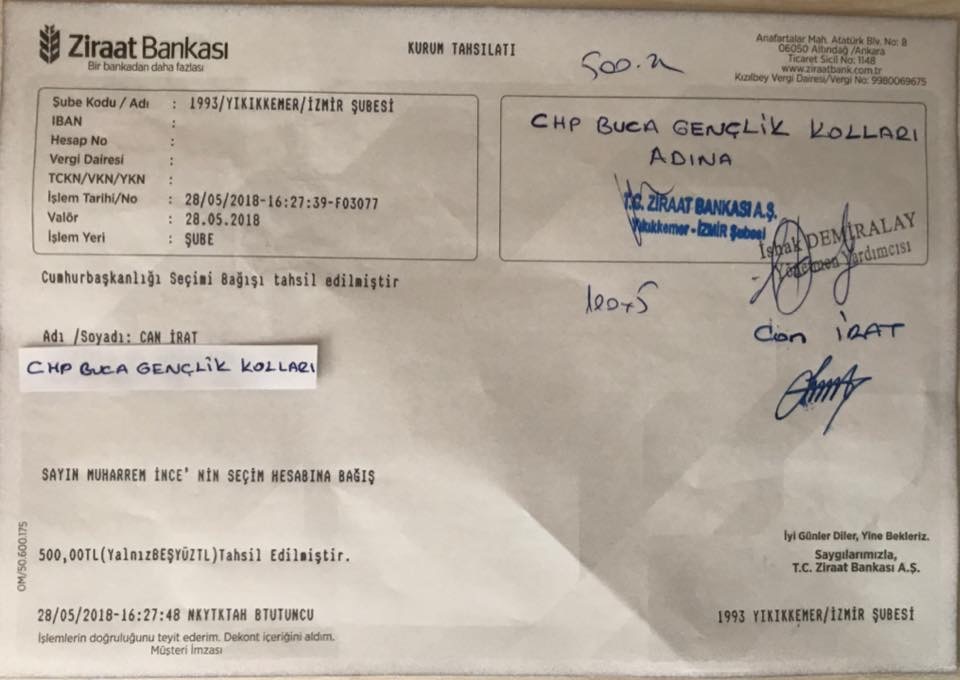 Ziraat Bankası
Bir bankadan daha fazlası
KURUM TAHSILATI
500.
Anafartalar Mah. Atatürk Blv. No: 8
06050 Altındağ /Ankara
Ticaret Sicil No: 1148
www.ziraatbank.com.tr
Kızılbey Vergi Dairesi/Vergi No: 9980069675
Şube Kodu / Adı : 1993/YIKIKKEMER/İZMİR ŞUBESİ
IBAN :
Hesap No :
Vergi Dairesi :
TCKN/VKN/YKN :
İşlem Tarihi/No : 28/05/2018-16:27:39-F03077
Valör : 28.05.2018
İşlem Yeri : ŞUBE
CHP BUCA GENÇLİK KOLLARI
ADINA
T.C. ZİRAAT BANKASI A.Ş.
Yıkıkkemer - İZMİR Şubesi
İshak DEMİRALAY
Yönetmen Yardımcısı
Cumhurbaşkanlığı Seçimi Bağışı tahsil edilmiştir
100x5
Can İRAT
Adı /Soyadı: CAN İRAT
CHP BUCA GENÇLİK KOLLARI
SAYIN MUHARREM İNCE' NİN SEÇİM HESABINA BAĞIŞ
500,00TL(YalnızBEŞYÜZTL)Tahsil Edilmiştir.
İyi Günler Diler, Yine Bekleriz.
Saygılarımızla,
T.C. Ziraat Bankası A.Ş.
OM/50.600.175
28/05/2018-16:27:48 NKYTKTAH BTUTUNCU
1993 YIKIKKEMER/İZMİR ŞUBESİ
İşlemlerin doğruluğunu teyit ederim. Dekont içeriğini aldım.
Müşteri İmzası